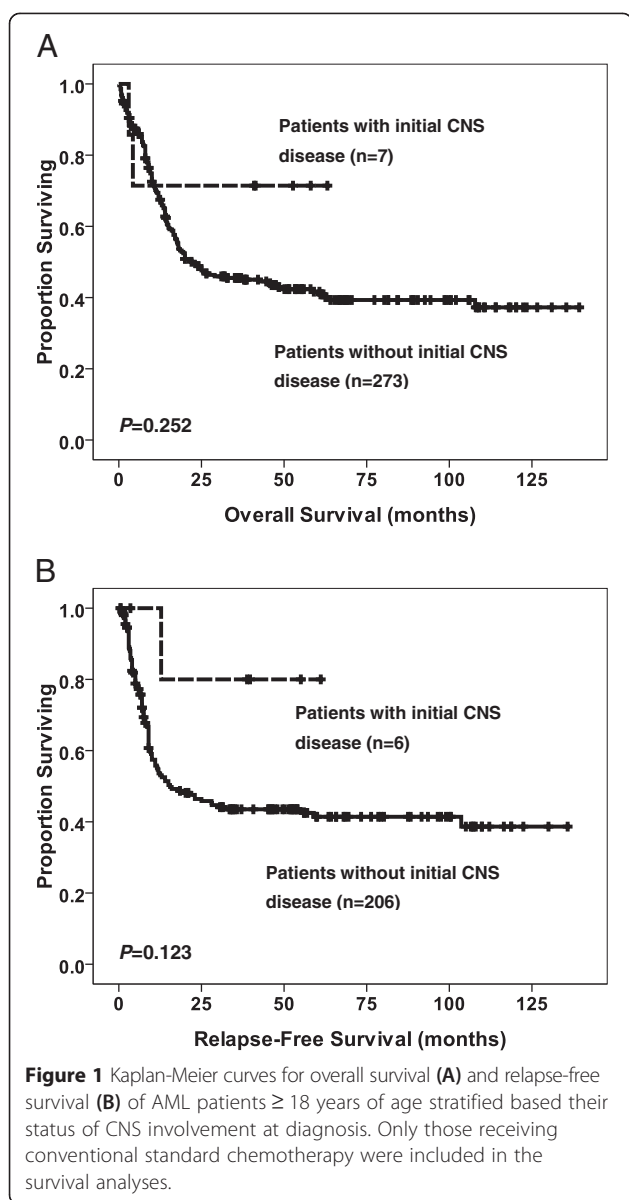 A
Proportion Surviving
1.0
0.8
0.6
0.4
0.2
0.0
Patients with initial CNS
disease (n=7)
Patients without initial CNS
disease (n=273)
P=0.252
0 25 50 75 100 125
Overall Survival (months)
B
Proportion Surviving
1.0
0.8
0.6
0.4
0.2
0.0
Patients with initial CNS
disease (n=6)
Patients without initial CNS
disease (n=206)
P=0.123
0 25 50 75 100 125
Relapse-Free Survival (months)
Figure 1 Kaplan-Meier curves for overall survival (A) and relapse-free
survival (B) of AML patients ≥ 18 years of age stratified based their
status of CNS involvement at diagnosis. Only those receiving
conventional standard chemotherapy were included in the
survival analyses.